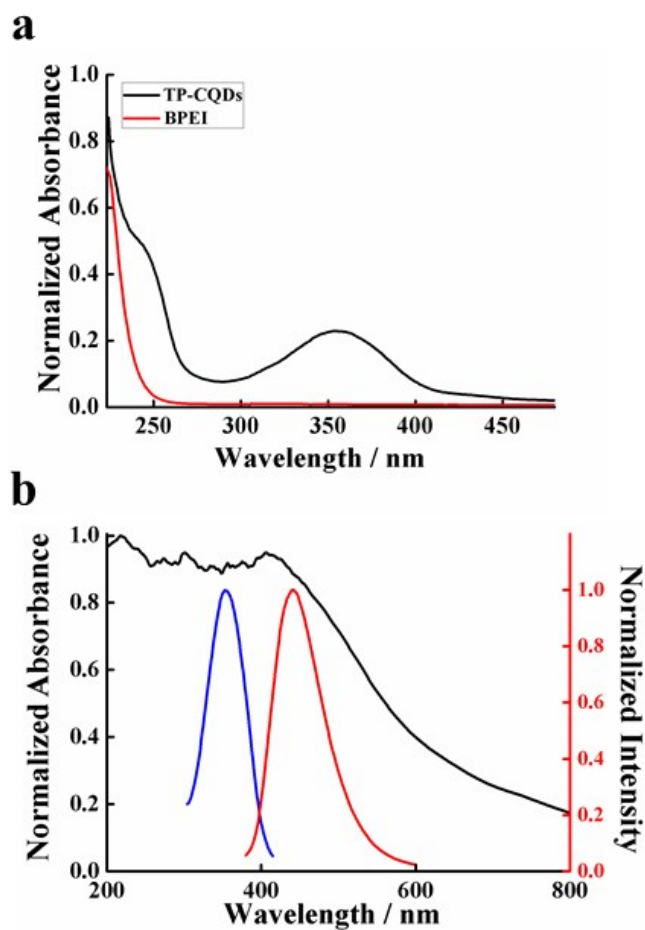 a
1.0
TP-CQDs
BPEI
0.8
0.6
0.4
0.2
0.0
Normalized Absorbance
250 300 350 400 450
Wavelength / nm
b
1.0
0.8
0.6
0.4
0.2
0.0
Normalized Absorbance
1.0
0.8
0.6
0.4
0.2
0.0
Normalized Intensity
200 400 600 800
Wavelength / nm